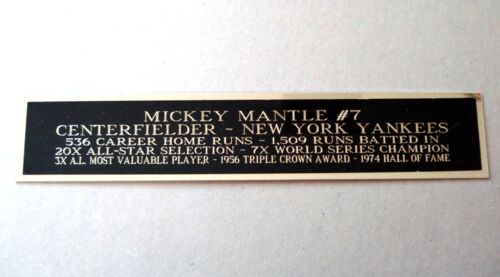 MICKEY MANTLE #7
CENTERFIELDER ~ NEW YORK YANKEES
536 CAREER HOME RUNS ~ 1,509 RUNS BATTED IN
20X ALL-STAR SELECTION ~ 7X WORLD SERIES CHAMPION
3X A.L. MOST VALUABLE PLAYER ~ 1956 TRIPLE CROWN AWARD ~ 1974 HALL OF FAME